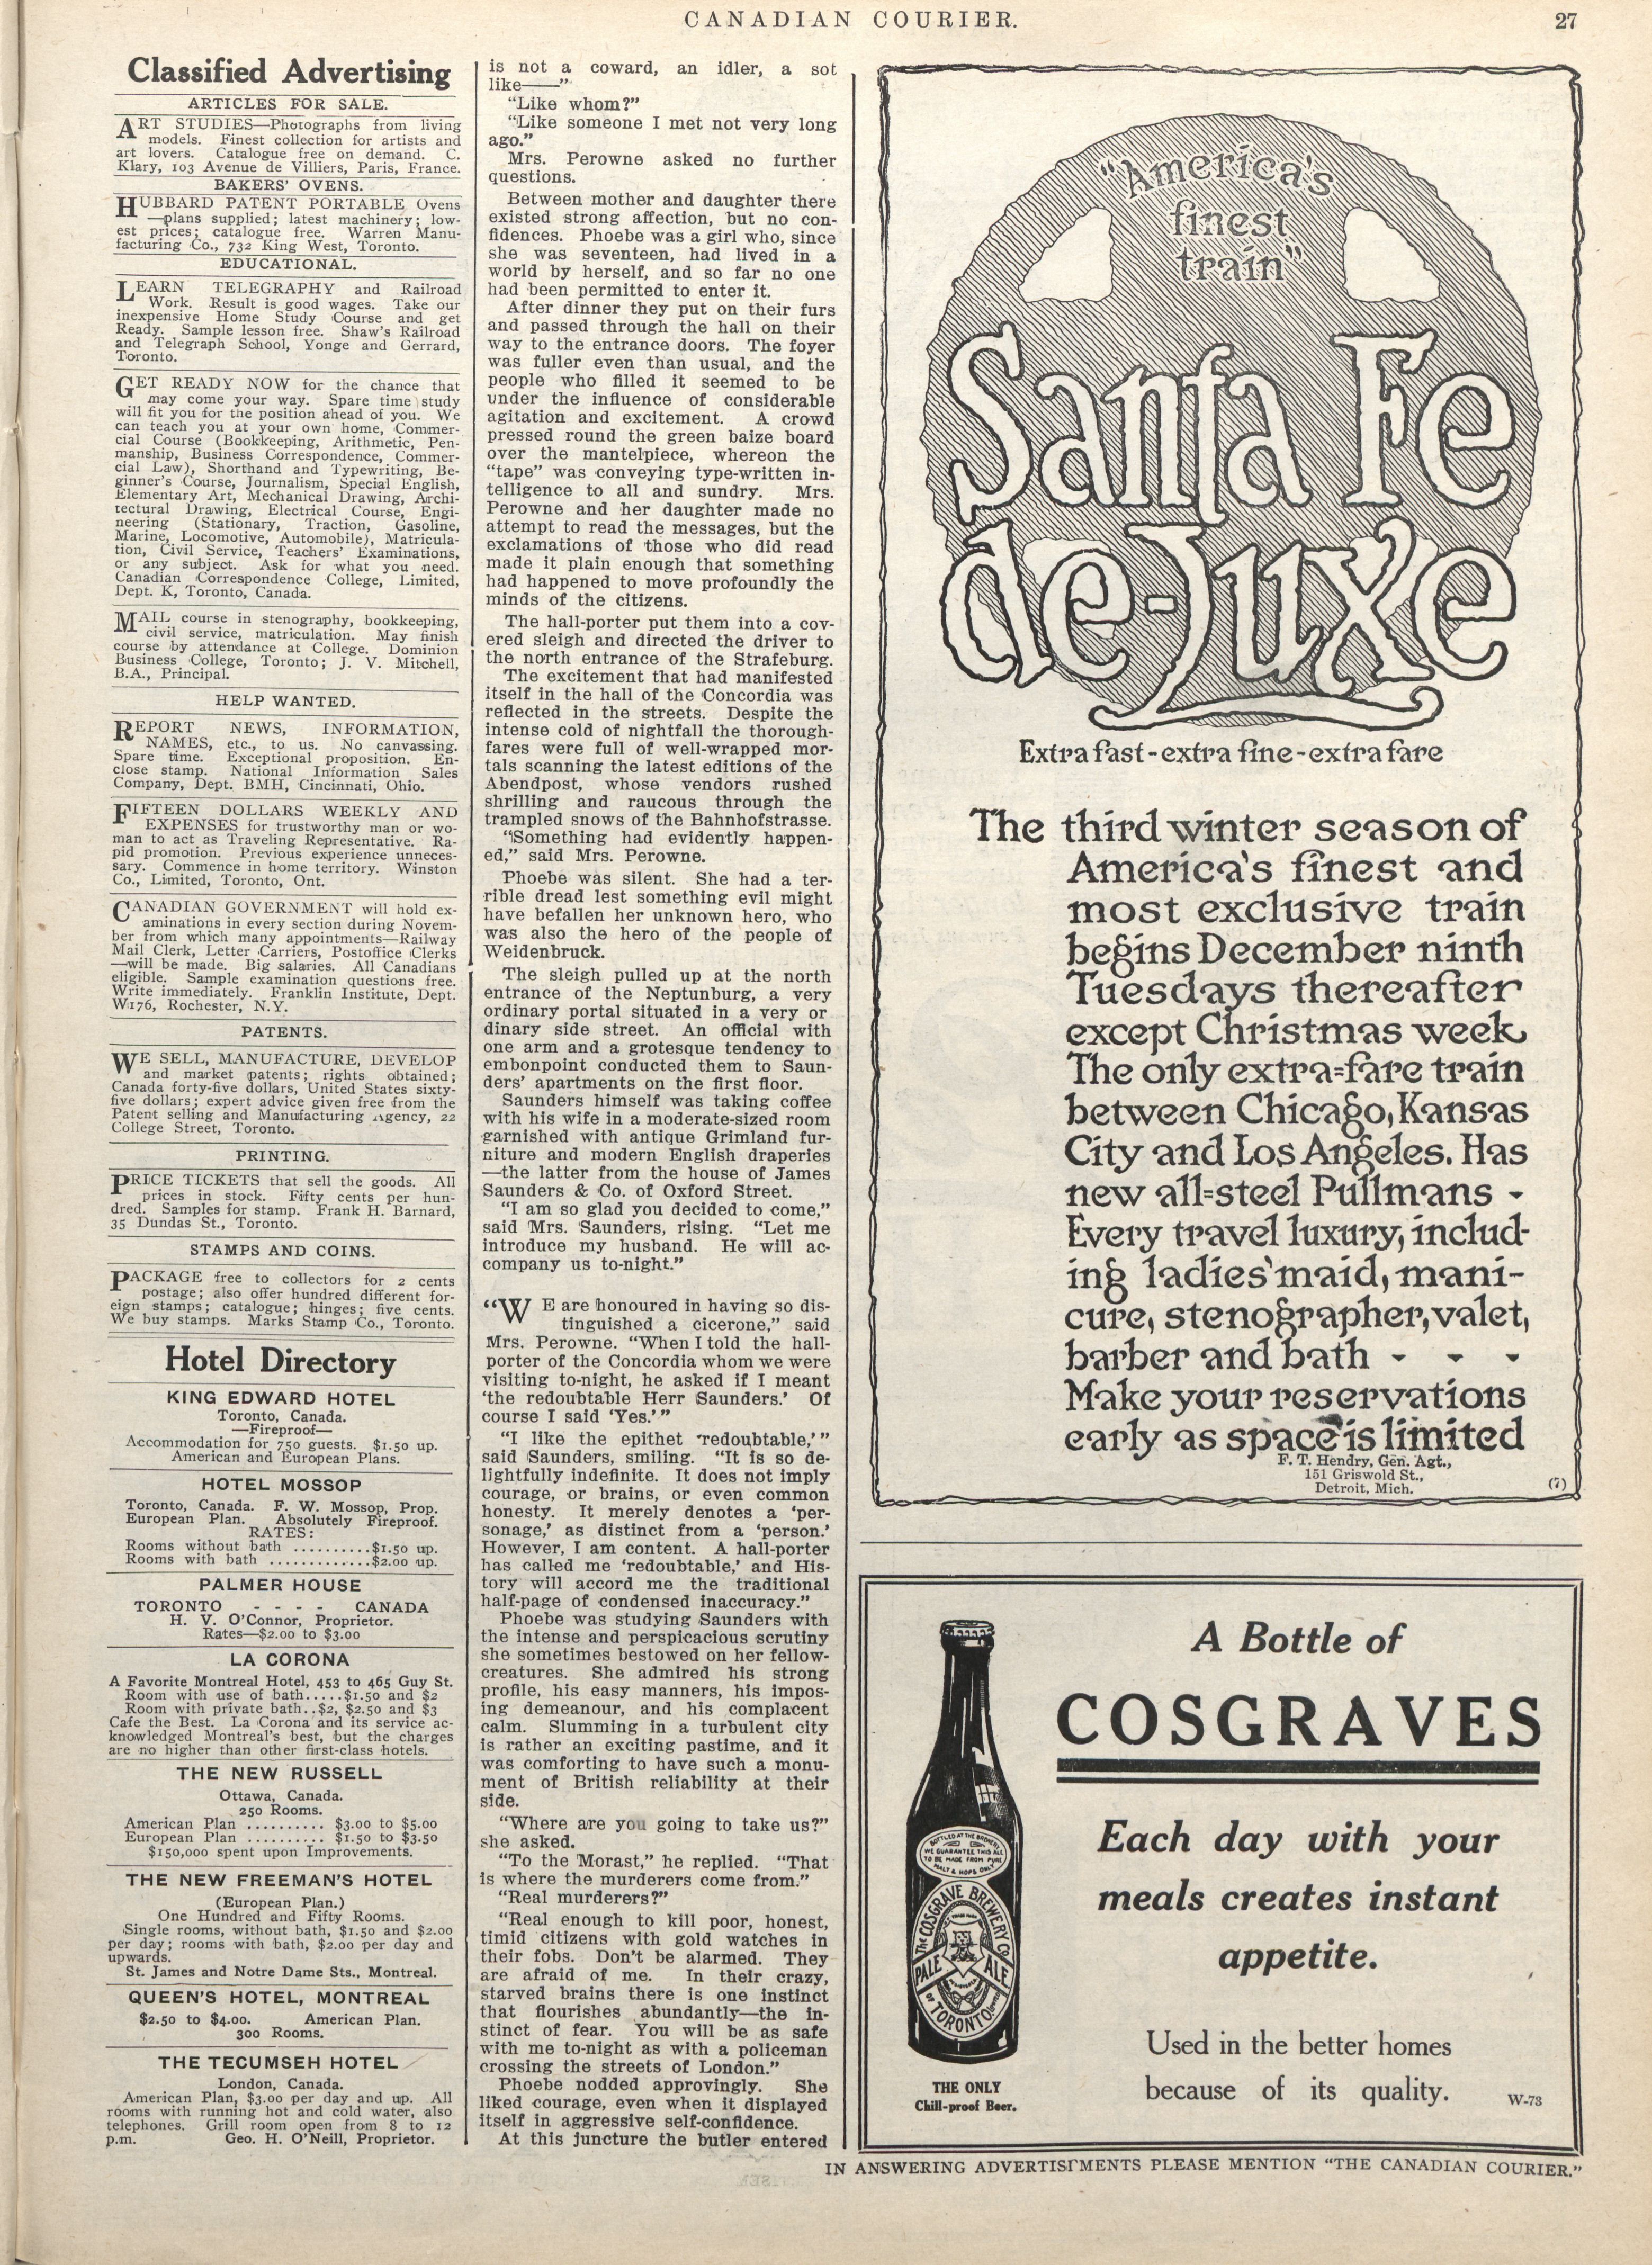 CANADIAN COURIER.
27
Classified Advertising
ARTICLES FOR SALE.
ART STUDIES—Photographs from living
models. Finest collection for artists and
art lovers. Catalogue free on demand. C.
Klary, 103 Avenue de Villiers, Paris, France.
BAKERS' OVENS.
HUBBARD PATENT PORTABLE Ovens
—plans supplied; latest machinery; low-
est prices; catalogue free. Warren Manu-
facturing Co., 732 King West, Toronto.
EDUCATIONAL.
LEARN TELEGRAPHY and Railroad
Work. Result is good wages. Take our
inexpensive Home Study Course and get
Ready. Sample lesson free. Shaw's Railroad
and Telegraph School, Yonge and Gerrard,
Toronto.
GET READY NOW for the chance that
may come your way. Spare time study
will fit you for the position ahead of you. We
can teach you at your own home, Commer-
cial Course (Bookkeeping, Arithmetic, Pen-
manship, Business Correspondence, Commer-
cial Law), Shorthand and Typewriting, Be-
ginner's Course, Journalism, Special English,
Elementary Art, Mechanical Drawing, Archi-
tectural Drawing, Electrical Course, Engi-
neering (Stationary, Traction, Gasoline,
Marine, Locomotive, Automobile), Matricula-
tion, Civil Service, Teachers' Examinations,
or any subject. Ask for what you need.
Canadian Correspondence College, Limited,
Dept. K, Toronto, Canada.
MAIL course in stenography, bookkeeping,
civil service, matriculation. May finish
course by attendance at College. Dominion
Business College, Toronto; J. V. Mitchell,
B.A., Principal.
HELP WANTED.
REPORT NEWS, INFORMATION,
NAMES, etc., to us. No canvassing.
Spare time. Exceptional proposition. En-
close stamp. National Information Sales
Company, Dept. BMH, Cincinnati, Ohio.
FIFTEEN DOLLARS WEEKLY AND
EXPENSES for trustworthy man or wo-
man to act as Traveling Representative. Ra-
pid promotion. Previous experience unneces-
sary. Commence in home territory. Winston
Co., Limited, Toronto, Ont.
CANADIAN GOVERNMENT will hold ex-
aminations in every section during Novem-
ber from which many appointments—Railway
Mail Clerk, Letter Carriers, Postoffice Clerks
—will be made. Big salaries. All Canadians
eligible. Sample examination questions free.
Write immediately. Franklin Institute, Dept.
W176, Rochester, N.Y.
PATENTS.
WE SELL, MANUFACTURE, DEVELOP
and market patents; rights obtained;
Canada forty-five dollars, United States sixty-
five dollars; expert advice given free from the
Patent selling and Manufacturing Agency, 22
College Street, Toronto.
PRINTING.
PRICE TICKETS that sell the goods. All
prices in stock. Fifty cents per hun-
dred. Samples for stamp. Frank H. Barnard,
35 Dundas St., Toronto.
STAMPS AND COINS.
PACKAGE free to collectors for 2 cents
postage; also offer hundred different for-
eign stamps; catalogue; hinges; five cents.
We buy stamps. Marks Stamp Co., Toronto.
Hotel Directory
KING EDWARD HOTEL
Toronto, Canada.
—Fireproof—
Accommodation for 750 guests. $1.50 up.
American and European Plans.
HOTEL MOSSOP
Toronto, Canada. F. W. Mossop, Prop.
European Plan. Absolutely Fireproof.
RATES:
Rooms without bath ..........$1.50 up.
Rooms with bath .............$2.00 up.
PALMER HOUSE
TORONTO - - - - CANADA
H. V. O'Connor, Proprietor.
Rates—$2.00 to $3.00
LA CORONA
A Favorite Montreal Hotel, 453 to 465 Guy St.
Room with use of bath.....$1.50 and $2
Room with private bath..$2, $2.50 and $3
Cafe the Best. La Corona and its service ac-
knowledged Montreal's best, but the charges
are no higher than other first-class hotels.
THE NEW RUSSELL
Ottawa, Canada.
250 Rooms.
American Plan .......... $3.00 to $5.00
European Plan .......... $1.50 to $3.50
$150,000 spent upon Improvements.
THE NEW FREEMAN'S HOTEL
(European Plan.)
One Hundred and Fifty Rooms.
Single rooms, without bath, $1.50 and $2.00
per day; rooms with bath, $2.00 per day and
upwards.
St. James and Notre Dame Sts., Montreal.
QUEEN'S HOTEL, MONTREAL
$2.50 to $4.00. American Plan.
300 Rooms.
THE TECUMSEH HOTEL
London, Canada.
American Plan, $3.00 per day and up. All
rooms with running hot and cold water, also
telephones. Grill room open from 8 to 12
p.m. Geo. H. O'Neill, Proprietor.
is not a coward, an idler, a sot
like——"
"Like whom?"
"Like someone I met not very long
ago."
Mrs. Perowne asked no further
questions.
Between mother and daughter there
existed strong affection, but no con-
fidences. Phoebe was a girl who, since
she was seventeen, had lived in a
world by herself, and so far no one
had been permitted to enter it.
After dinner they put on their furs
and passed through the hall on their
way to the entrance doors. The foyer
was fuller even than usual, and the
people who filled it seemed to be
under the influence of considerable
agitation and excitement. A crowd
pressed round the green baize board
over the mantelpiece, whereon the
"tape" was conveying type-written in-
telligence to all and sundry. Mrs.
Perowne and her daughter made no
attempt to read the messages, but the
exclamations of those who did read
made it plain enough that something
had happened to move profoundly the
minds of the citizens.
The hall-porter put them into a cov-
ered sleigh and directed the driver to
the north entrance of the Strafeburg.
The excitement that had manifested
itself in the hall of the Concordia was
reflected in the streets. Despite the
intense cold of nightfall the thorough-
fares were full of well-wrapped mor-
tals scanning the latest editions of the
Abendpost, whose vendors rushed
shrilling and raucous through the
trampled snows of the Bahnhofstrasse.
"Something had evidently happen-
ed," said Mrs. Perowne.
Phoebe was silent. She had a ter-
rible dread lest something evil might
have befallen her unknown hero, who
was also the hero of the people of
Weidenbruck.
The sleigh pulled up at the north
entrance of the Neptunburg, a very
ordinary portal situated in a very or
dinary side street. An official with
one arm and a grotesque tendency to
embonpoint conducted them to Saun-
ders' apartments on the first floor.
Saunders himself was taking coffee
with his wife in a moderate-sized room
garnished with antique Grimland fur-
niture and modern English draperies
—the latter from the house of James
Saunders & Co. of Oxford Street.
"I am so glad you decided to come,"
said Mrs. Saunders, rising. "Let me
introduce my husband. He will ac-
company us to-night."
"WE are honoured in having so dis-
tinguished a cicerone," said
Mrs. Perowne. "When I told the hall-
porter of the Concordia whom we were
visiting to-night, he asked if I meant
'the redoubtable Herr Saunders.' Of
course I said 'Yes.'"
"I like the epithet 'redoubtable,'"
said Saunders, smiling. "It is so de-
lightfully indefinite. It does not imply
courage, or brains, or even common
honesty. It merely denotes a 'per-
sonage,' as distinct from a 'person.'
However, I am content. A hall-porter
has called me 'redoubtable,' and His-
tory will accord me the traditional
half-page of condensed inaccuracy."
Phoebe was studying Saunders with
the intense and perspicacious scrutiny
she sometimes bestowed on her fellow-
creatures. She admired his strong
profile, his easy manners, his impos-
ing demeanour, and his complacent
calm. Slumming in a turbulent city
is rather an exciting pastime, and it
was comforting to have such a monu-
ment of British reliability at their
side.
"Where are you going to take us?"
she asked.
"To the Morast," he replied. "That
is where the murderers come from."
"Real murderers?"
"Real enough to kill poor, honest,
timid citizens with gold watches in
their fobs. Don't be alarmed. They
are afraid of me. In their crazy,
starved brains there is one instinct
that flourishes abundantly—the in-
stinct of fear. You will be as safe
with me to-night as with a policeman
crossing the streets of London."
Phoebe nodded approvingly. She
liked courage, even when it displayed
itself in aggressive self-confidence.
At this juncture the butler entered
"America's
finest
train"
Santa Fe
de-Luxe
Extra fast - extra fine - extra fare
The third winter season of
America's finest and
most exclusive train
begins December ninth
Tuesdays thereafter
except Christmas week
The only extra-fare train
between Chicago, Kansas
City and Los Angeles. Has
new all-steel Pullmans -
Every travel luxury, includ-
ing ladies' maid, mani-
cure, stenographer, valet,
barber and bath - - -
Make your reservations
early as space is limited
F. T. Hendry, Gen. Agt.,
151 Griswold St.,
Detroit, Mich.
(7)
BOTTLED AT THE BREWERY
WE GUARANTEE THIS ALE
TO BE MADE FROM PURE
MALT & HOPS ONLY
THE COSGRAVE BREWERY CO.
PALE ALE
OF TORONTO
THE ONLY
Chill-proof Beer.
A Bottle of
COSGRAVES
Each day with your
meals creates instant
appetite.
Used in the better homes
because of its quality.
W-73
IN ANSWERING ADVERTISEMENTS PLEASE MENTION "THE CANADIAN COURIER."